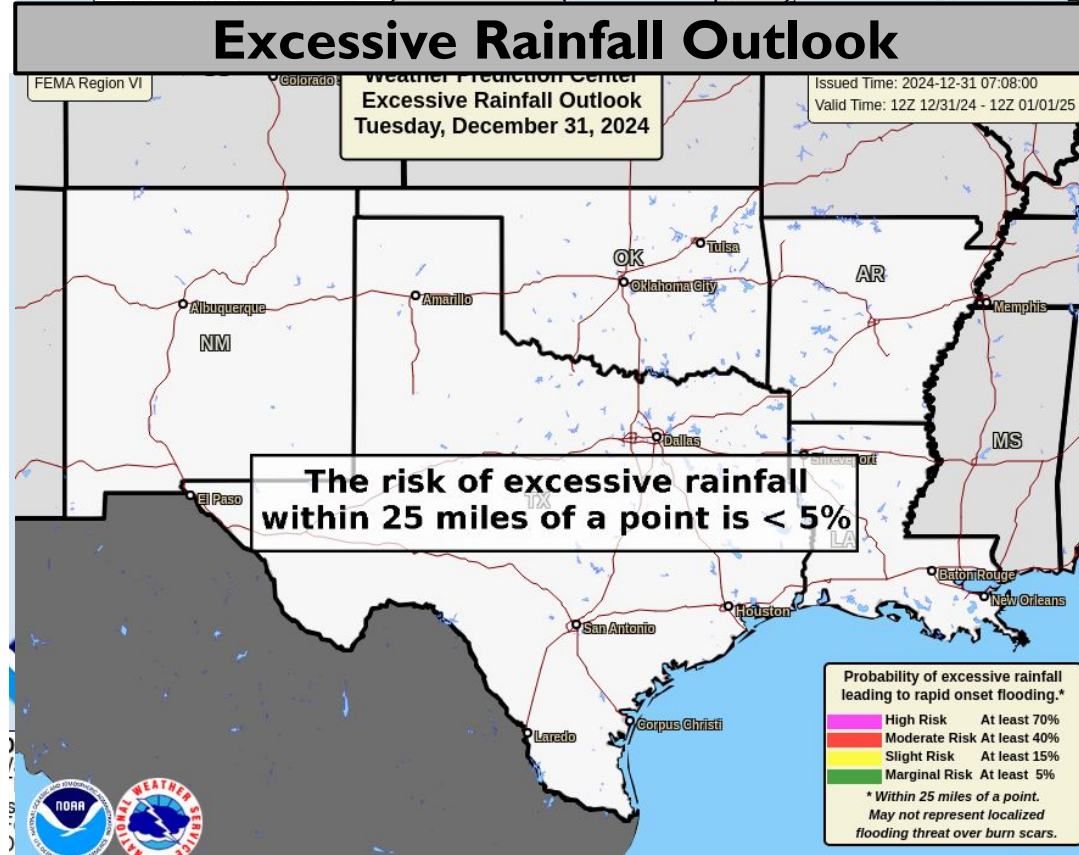 Excessive Rainfall Outlook
FEMA Region VI
Weather Prediction Center
Excessive Rainfall Outlook
Tuesday, December 31, 2024
Issued Time: 2024-12-31 07:08:00
Valid Time: 12Z 12/31/24 - 12Z 01/01/25
Colorado
Tulsa
OK
Oklahoma City
AR
Albuquerque
Amarillo
Memphis
NM
Dallas
MS
Shreveport
The risk of excessive rainfall
within 25 miles of a point is < 5%
El Paso
TX
LA
Baton Rouge
New Orleans
Houston
San Antonio
Corpus Christi
Laredo
Probability of excessive rainfall
leading to rapid onset flooding.*
High Risk At least 70%
Moderate Risk At least 40%
Slight Risk At least 15%
Marginal Risk At least 5%
* Within 25 miles of a point.
May not represent localized
flooding threat over burn scars.
NOAA
NATIONAL WEATHER SERVICE